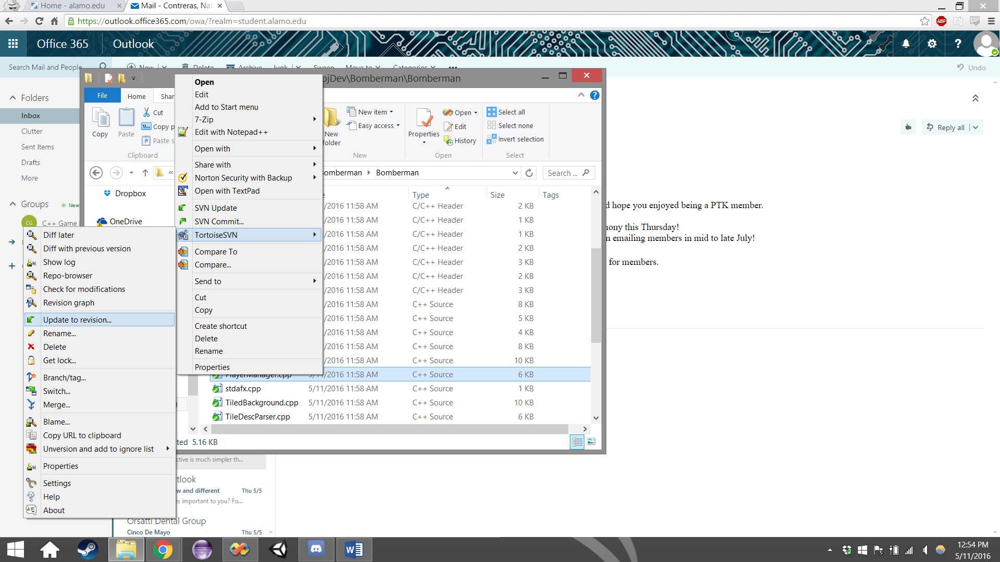 Home - alamo.edu
Mail - Contreras, Nat
https://outlook.office365.com/owa/?realm=student.alamo.edu
ABP
CSS
Office 365
Outlook
Search Mail and People
New
Delete
Archive
Junk
Sweep
Move to
Categories
Undo
Folders
Inbox
Clutter
Sent Items
Drafts
More
Groups
New
CG
C++ Game
ojDev\Bomberman\Bomberman
File
Home
Shar
Copy
Paste
Cut
Copy p
Paste s
Clipboard
New
folder
New item
Easy access
New
Properties
Open
Edit
History
Open
Select all
Select none
Invert selection
Select
Bomberman
Bomberman
Search ...
Dropbox
OneDrive
Type
Size
Tags
/2016 11:58 AM C/C++ Header 2 KB
/2016 11:58 AM C/C++ Header 1 KB
/2016 11:58 AM C/C++ Header 1 KB
/2016 11:58 AM C/C++ Header 2 KB
/2016 11:58 AM C/C++ Header 3 KB
/2016 11:58 AM C/C++ Header 2 KB
/2016 11:58 AM C/C++ Header 3 KB
/2016 11:58 AM C++ Source 8 KB
/2016 11:58 AM C++ Source 5 KB
/2016 11:58 AM C++ Source 4 KB
/2016 11:58 AM C++ Source 8 KB
/2016 11:58 AM C++ Source 10 KB
PlayerManager.cpp 5/11/2016 11:58 AM C++ Source 6 KB
stdafx.cpp 5/11/2016 11:58 AM C++ Source 1 KB
TiledBackground.cpp 5/11/2016 11:58 AM C++ Source 10 KB
TileDescParser.cpp 5/11/2016 11:58 AM C++ Source 6 KB
cted 5.16 KB
Open
Edit
Add to Start menu
7-Zip
Edit with Notepad++
Open with
Share with
Norton Security with Backup
Open with TextPad
SVN Update
SVN Commit...
TortoiseSVN
Compare To
Compare...
Send to
Cut
Copy
Create shortcut
Delete
Rename
Properties
Diff later
Diff with previous version
Show log
Repo-browser
Check for modifications
Revision graph
Update to revision...
Rename...
Delete
Get lock...
Branch/tag...
Switch...
Merge...
Blame...
Copy URL to clipboard
Unversion and add to ignore list
Properties
Settings
Help
About
Reply all
d hope you enjoyed being a PTK member.
nony this Thursday!
n emailing members in mid to late July!
for members.
ctive is much simpler th...
tlook
w and different Thu 5/5
es important to you? Fo...
Orsatti Dental Group
Cinco De Mayo Thu 5/5
12:54 PM
5/11/2016